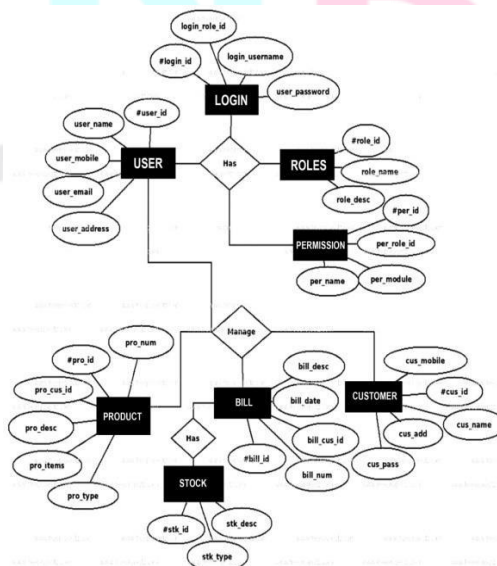 login_role_id
login_username
#login_id
user_password
LOGIN
#user_id
user_name
user_mobile
USER
user_email
user_address
Has
#role_id
ROLES
role_name
role_desc
#per_id
PERMISSION
per_role_id
per_name
per_module
Manage
pro_num
#pro_id
pro_cus_id
PRODUCT
pro_desc
pro_items
pro_type
bill_desc
bill_date
BILL
bill_cus_id
#bill_id
bill_num
cus_mobile
#cus_id
CUSTOMER
cus_name
cus_add
cus_pass
Has
STOCK
#stk_id
stk_desc
stk_type